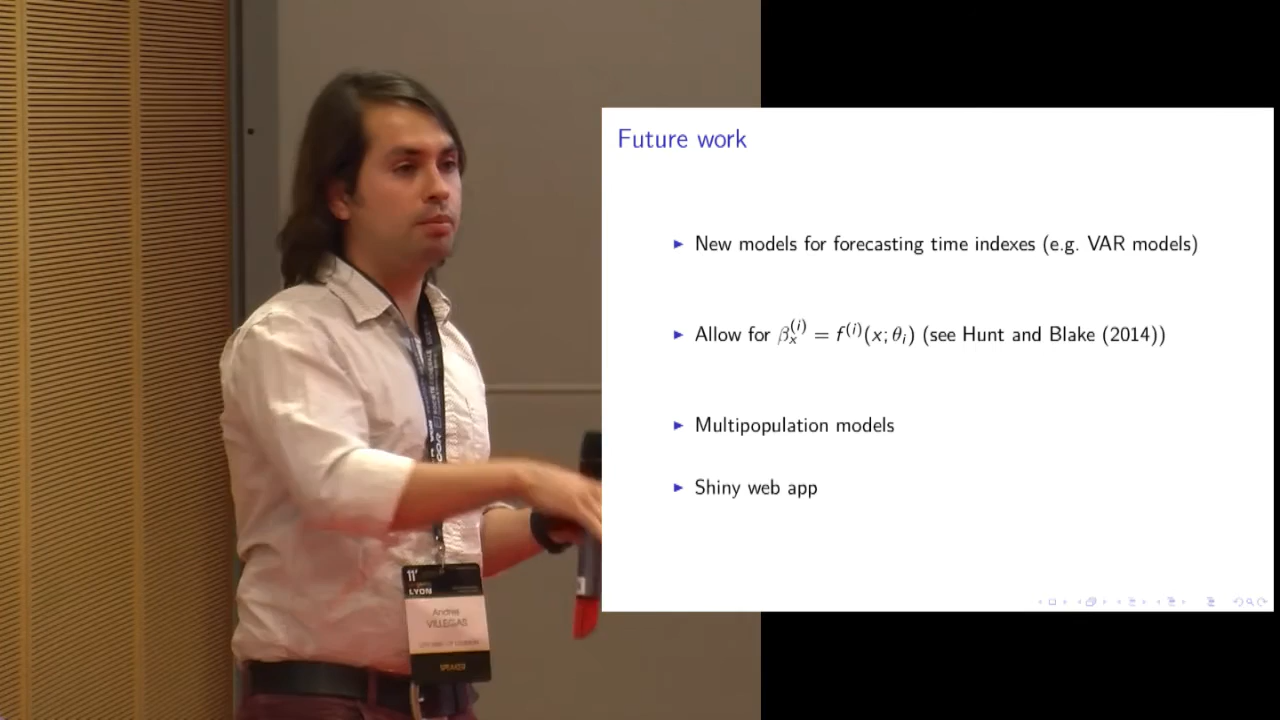 Future work
▶ New models for forecasting time indexes (e.g. VAR models)
▶ Allow for β_x^{(i)} = f^{(i)}(x; θ_i) (see Hunt and Blake (2014))
▶ Multipopulation models
▶ Shiny web app
11'
LYON
Andrés
VILLEGAS
SPEAKER